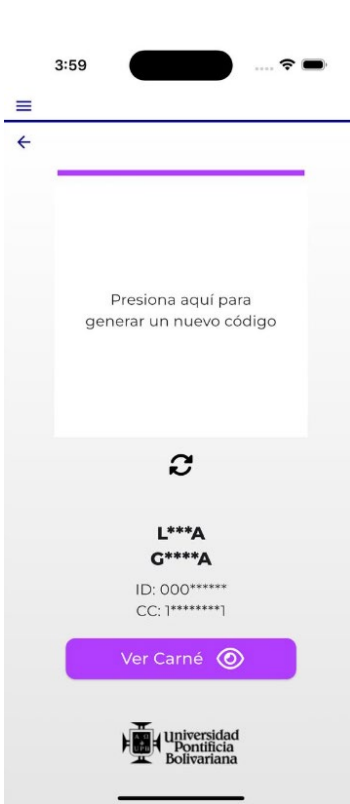 3:59
Presiona aquí para
generar un nuevo código
L***A
G****A
ID: 000******
CC: 1********1
Ver Carné
Universidad
Pontificia
Bolivariana